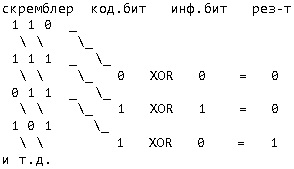 скремблер код.бит инф.бит рез-т
1 1 0 _
\ \ \_
1 1 1 _ \_
\ \ \_ 0 XOR 0 = 0
0 1 1 _ \_
\ \ \_ 1 XOR 1 = 0
1 0 1 \_
\ \ 1 XOR 0 = 1
и т.д.